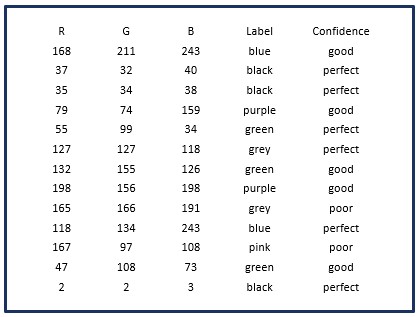 R G B Label Confidence
168 211 243 blue good
37 32 40 black perfect
35 34 38 black perfect
79 74 159 purple good
55 99 34 green perfect
127 127 118 grey perfect
132 155 126 green good
198 156 198 purple good
165 166 191 grey poor
118 134 243 blue perfect
167 97 108 pink poor
47 108 73 green good
2 2 3 black perfect